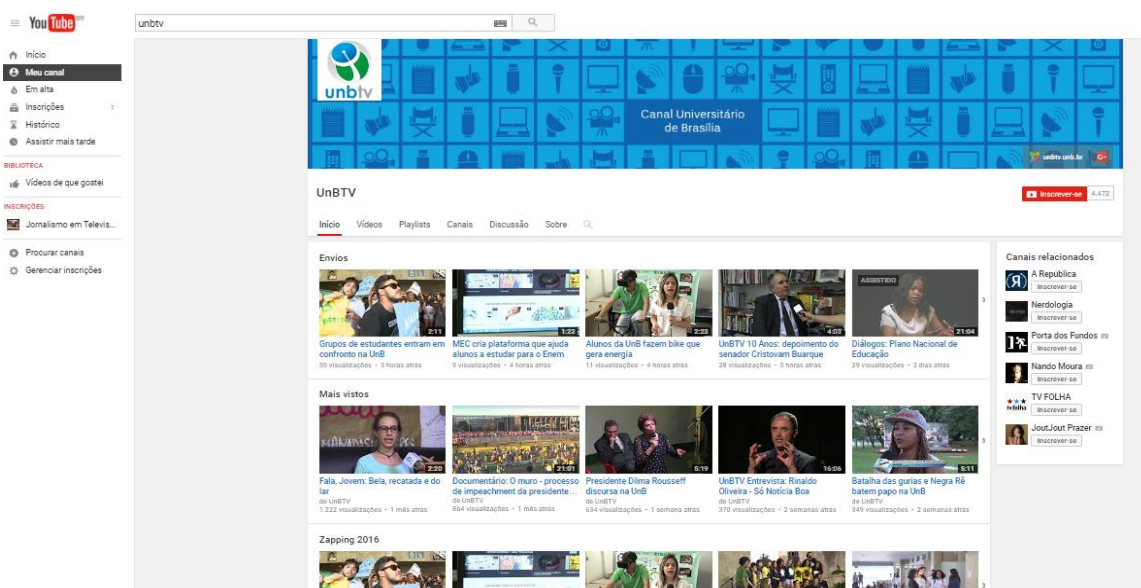 You Tube BR
unbtv
Início
Meu canal
Em alta
Inscrições 1
Histórico
Assistir mais tarde
BIBLIOTECA
Vídeos de que gostei
INSCRIÇÕES
Jornalismo em Televis...
Procurar canais
Gerenciar inscrições
unbtv
Canal Universitário
de Brasília
unbtv.unb.br G+
UnBTV
Inscrever-se 4.472
Início Vídeos Playlists Canais Discussão Sobre
Envios
2:11 1:22 2:23 4:03 ASSISTIDO 21:04
Grupos de estudantes entram em
confronto na UnB
59 visualizações • 3 horas atrás
MEC cria plataforma que ajuda
alunos a estudar para o Enem
9 visualizações • 4 horas atrás
Alunos da UnB fazem bike que
gera energia
11 visualizações • 4 horas atrás
UnBTV 10 Anos: depoimento do
senador Cristovam Buarque
28 visualizações • 5 horas atrás
Diálogos: Plano Nacional de
Educação
29 visualizações • 2 dias atrás
Mais vistos
2:20 21:01 5:19 16:06 5:11
Fala, Jovem: Bela, recatada e do
lar
de UnBTV
1.222 visualizações • 1 mês atrás
Documentário: O muro - processo
de impeachment da presidente...
de UnBTV
864 visualizações • 1 mês atrás
Presidente Dilma Rousseff
discursa na UnB
de UnBTV
634 visualizações • 1 semana atrás
UnBTV Entrevista: Rinaldo
Oliveira - Só Notícia Boa
de UnBTV
370 visualizações • 2 semanas atrás
Batalha das gurias e Negra Rê
batem papo na UnB
de UnBTV
349 visualizações • 2 semanas atrás
Zapping 2016
Canais relacionados
A República
Inscrever-se
Nerdologia
Inscrever-se
Porta dos Fundos
Inscrever-se
Nando Moura
Inscrever-se
tvfolha
TV FOLHA
Inscrever-se
JoutJout Prazer
Inscrever-se